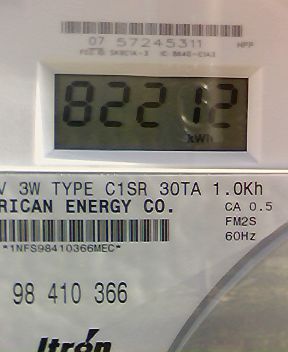 07 57245311
82212
kWh
V 3W TYPE C1SR 30TA 1.0Kh
RICAN ENERGY CO.
CA 0.5
FM2S
60Hz
*1NFS98410366MEC*
98 410 366
Itrón